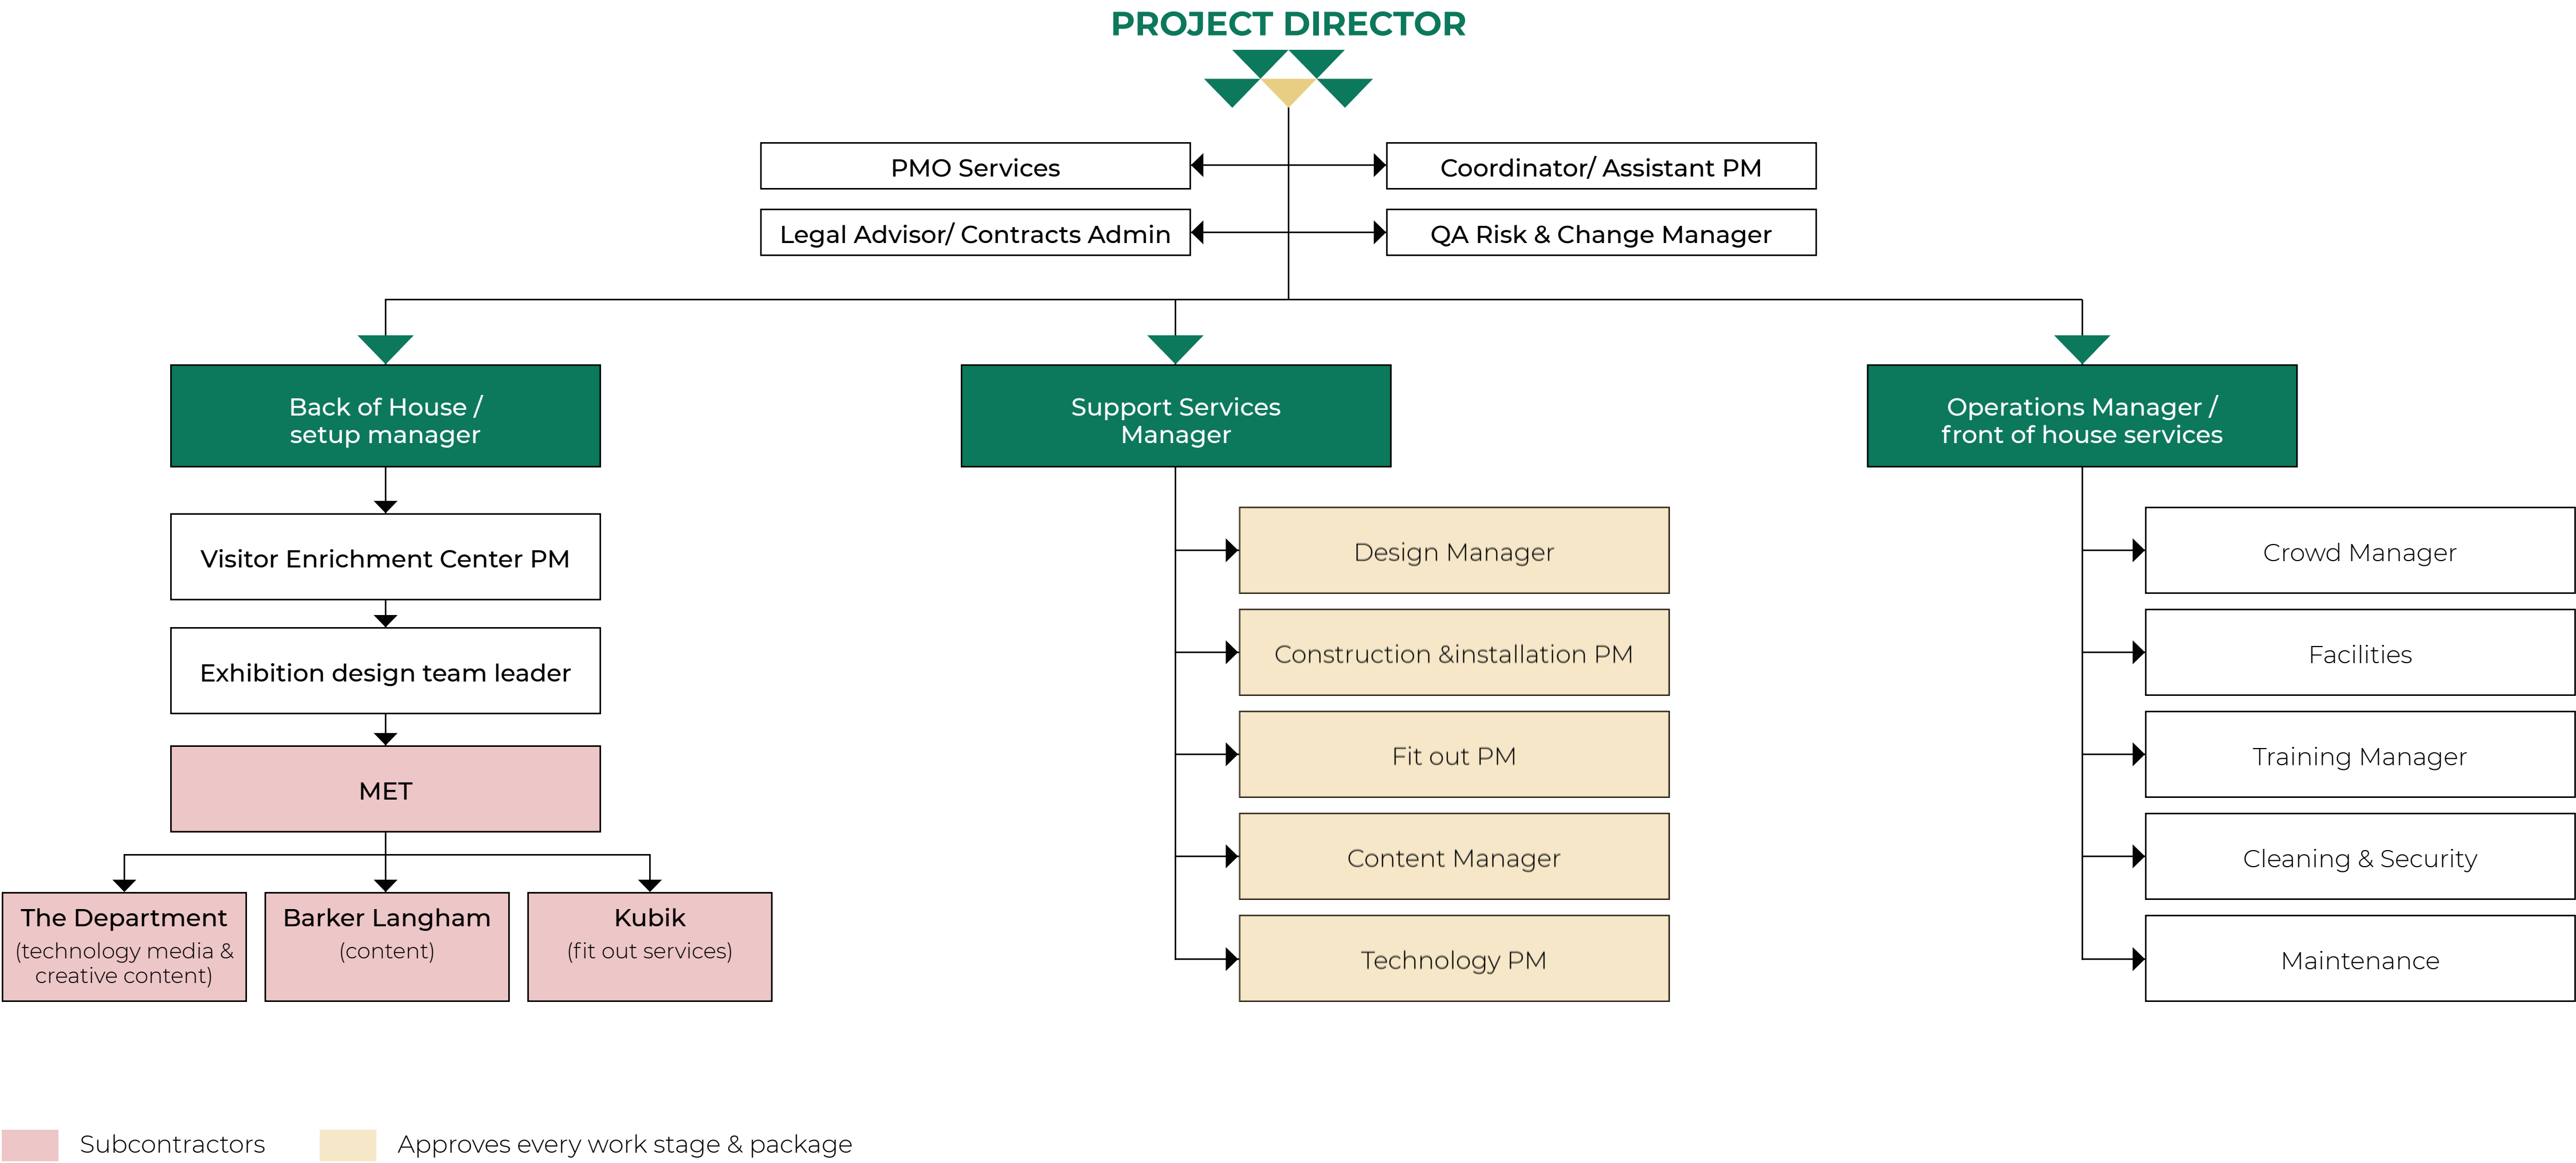 PROJECT DIRECTOR
PMO Services
Coordinator/ Assistant PM
Legal Advisor/ Contracts Admin
QA Risk & Change Manager
Back of House /
setup manager
Visitor Enrichment Center PM
Exhibition design team leader
MET
The Department
(technology media &
creative content)
Barker Langham
(content)
Kubik
(fit out services)
Support Services
Manager
Design Manager
Construction &installation PM
Fit out PM
Content Manager
Technology PM
Operations Manager /
front of house services
Crowd Manager
Facilities
Training Manager
Cleaning & Security
Maintenance
Subcontractors
Approves every work stage & package